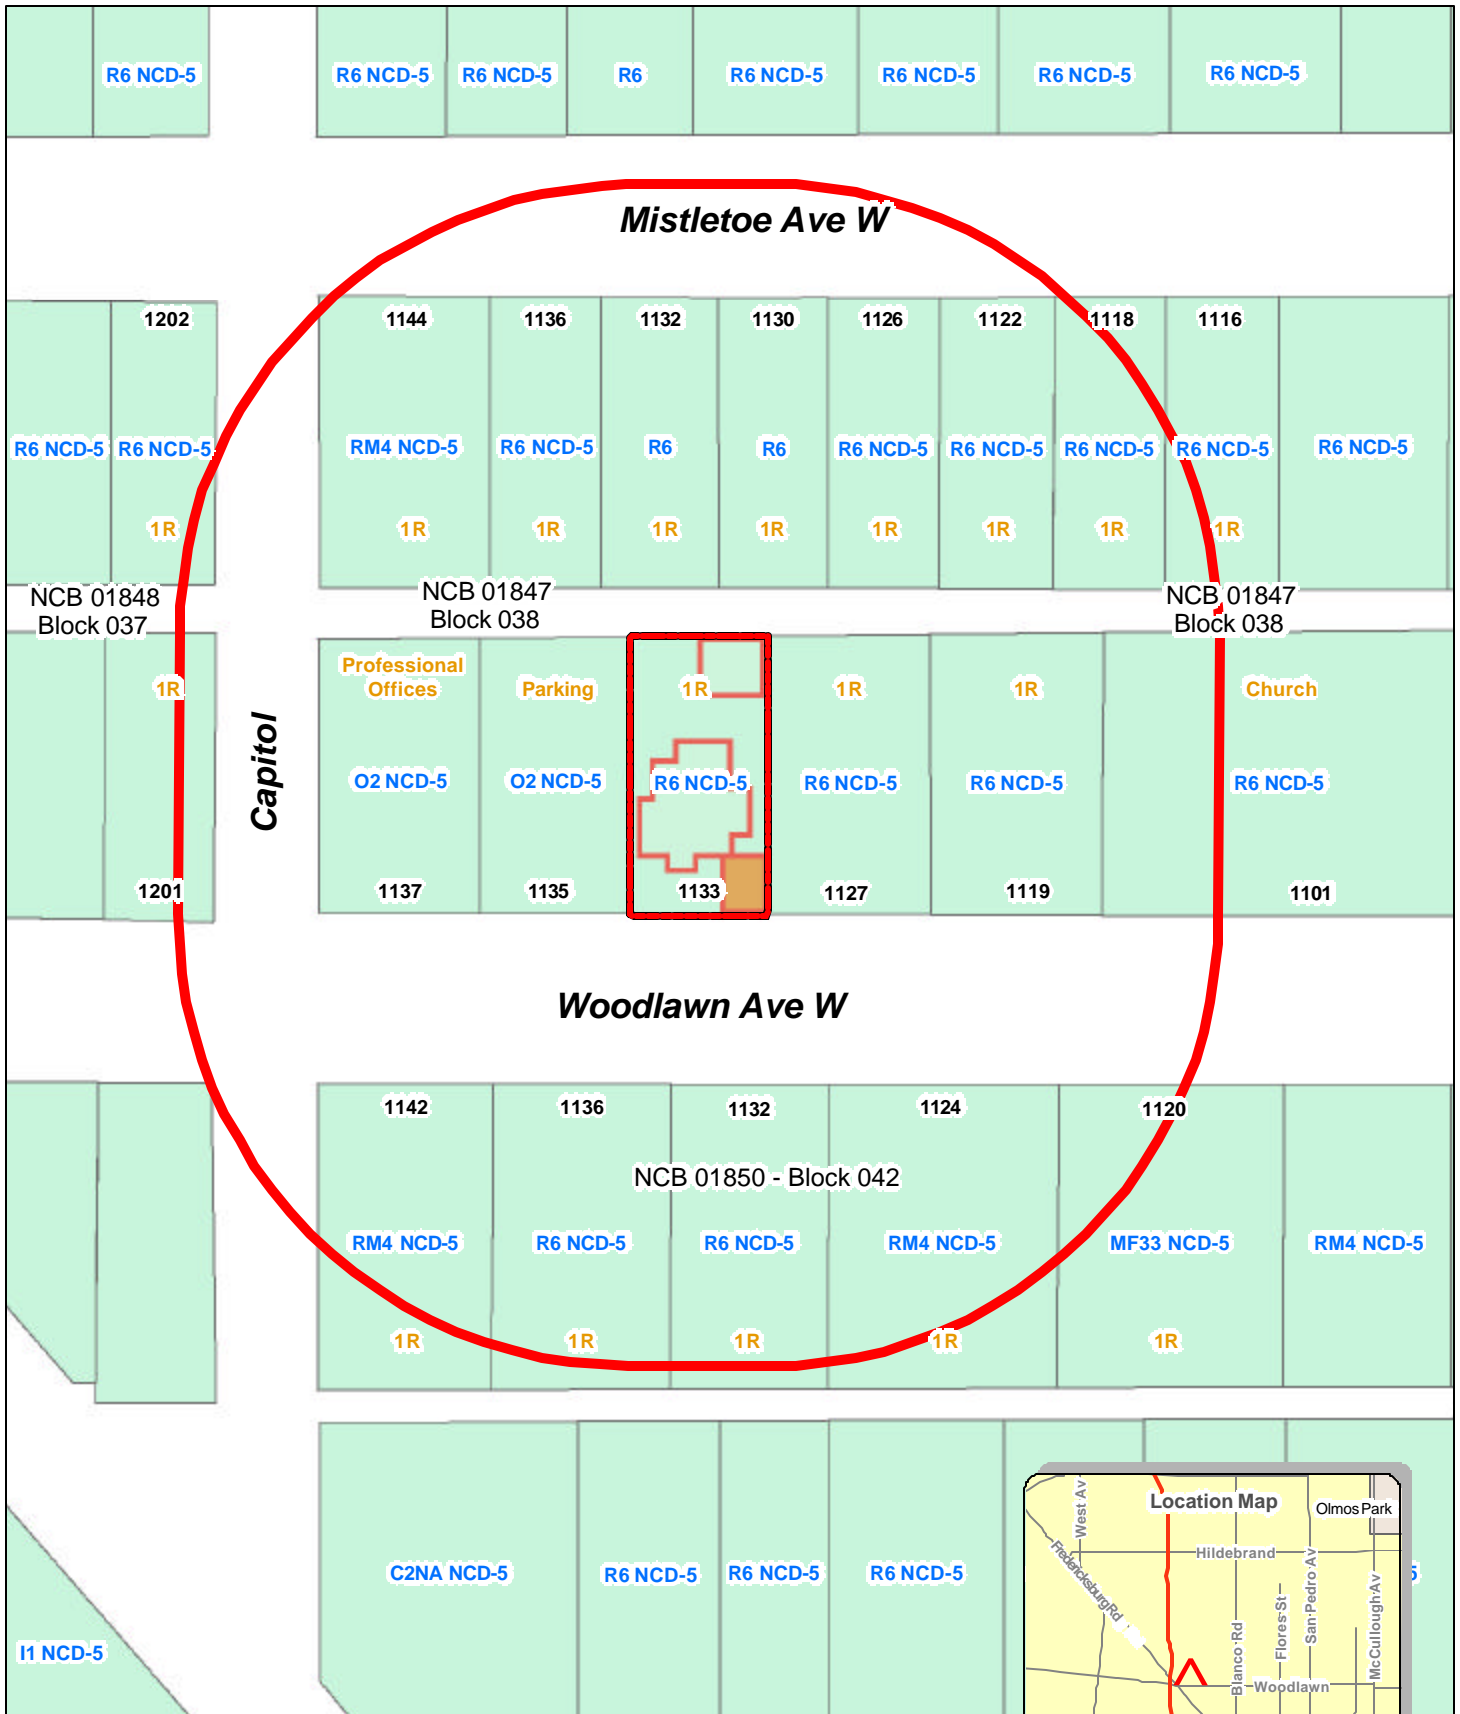 R6 NCD-5
R6 NCD-5
R6 NCD-5
R6
R6 NCD-5
R6 NCD-5
R6 NCD-5
R6 NCD-5
Mistletoe Ave W
1202
1144
1136
1132
1130
1126
1122
1118
1116
R6 NCD-5
R6 NCD-5
RM4 NCD-5
R6 NCD-5
R6
R6
R6 NCD-5
R6 NCD-5
R6 NCD-5
R6 NCD-5
R6 NCD-5
1R
1R
1R
1R
1R
1R
1R
1R
1R
NCB 01848
Block 037
NCB 01847
Block 038
NCB 01847
Block 038
1R
Professional
Offices
Parking
1R
1R
1R
Church
Capitol
O2 NCD-5
O2 NCD-5
R6 NCD-5
R6 NCD-5
R6 NCD-5
R6 NCD-5
1201
1137
1135
1133
1127
1119
1101
Woodlawn Ave W
1142
1136
1132
1124
1120
NCB 01850 - Block 042
RM4 NCD-5
R6 NCD-5
R6 NCD-5
RM4 NCD-5
MF33 NCD-5
RM4 NCD-5
1R
1R
1R
1R
1R
C2NA NCD-5
R6 NCD-5
R6 NCD-5
R6 NCD-5
5
I1 NCD-5
Location Map
Olmos Park
West Av
Hildebrand
Fredericksburg Rd
San Pedro Av
McCullough Av
Flores St
Blanco Rd
Woodlawn